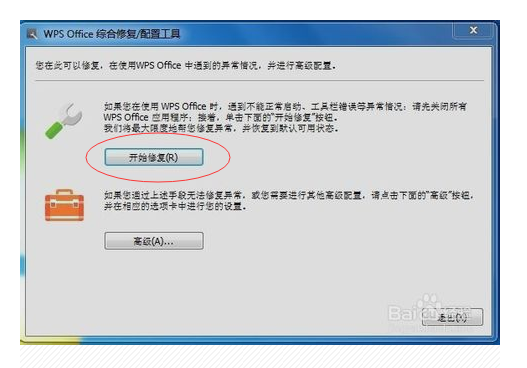 WPS Office 综合修复/配置工具
您在此可以修复，在使用WPS Office 中遇到的异常情况，并进行高级配置。
如果您在使用 WPS Office 时，遇到不能正常启动、工具栏错误等异常情况；请先关闭所有
WPS Office 应用程序；接着，单击下面的"开始修复"按钮。
我们将最大限度地帮您修复异常，并恢复到默认可用状态。
开始修复(R)
如果您通过上述手段无法修复异常，或您需要进行其他高级配置，请点击下面的"高级"按钮，
并在相应的选项卡中进行您的设置。
高级(A)...
退出(X)